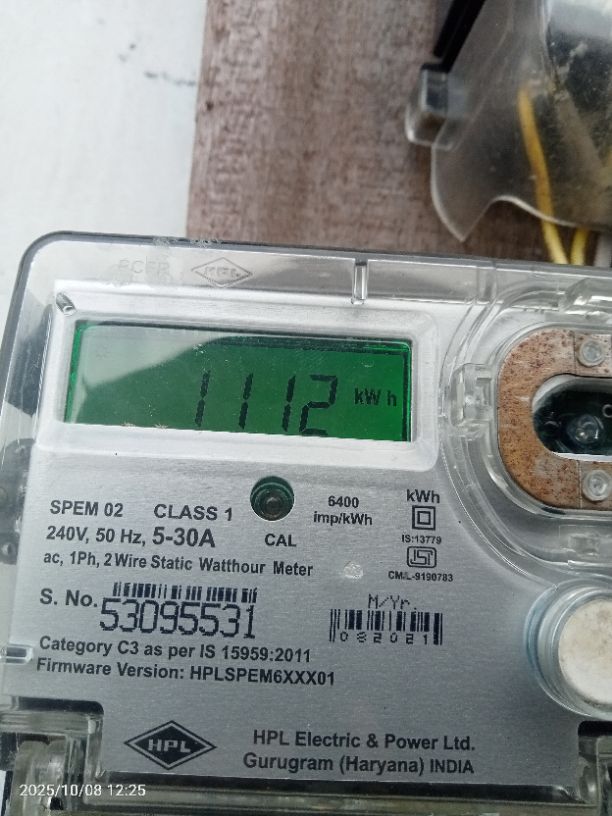 HPL
1112 kWh
SPEM 02 CLASS 1
6400 imp/kWh
kWh
240V, 50 Hz, 5-30A
CAL
IS:13779
ac, 1Ph, 2 Wire Static Watthour Meter
CM/L-9190783
S. No. 53095531
M/Yr.
082021
Category C3 as per IS 15959:2011
Firmware Version: HPLSPEM6XXX01
HPL
HPL Electric & Power Ltd.
Gurugram (Haryana) INDIA
2025/10/08 12:25